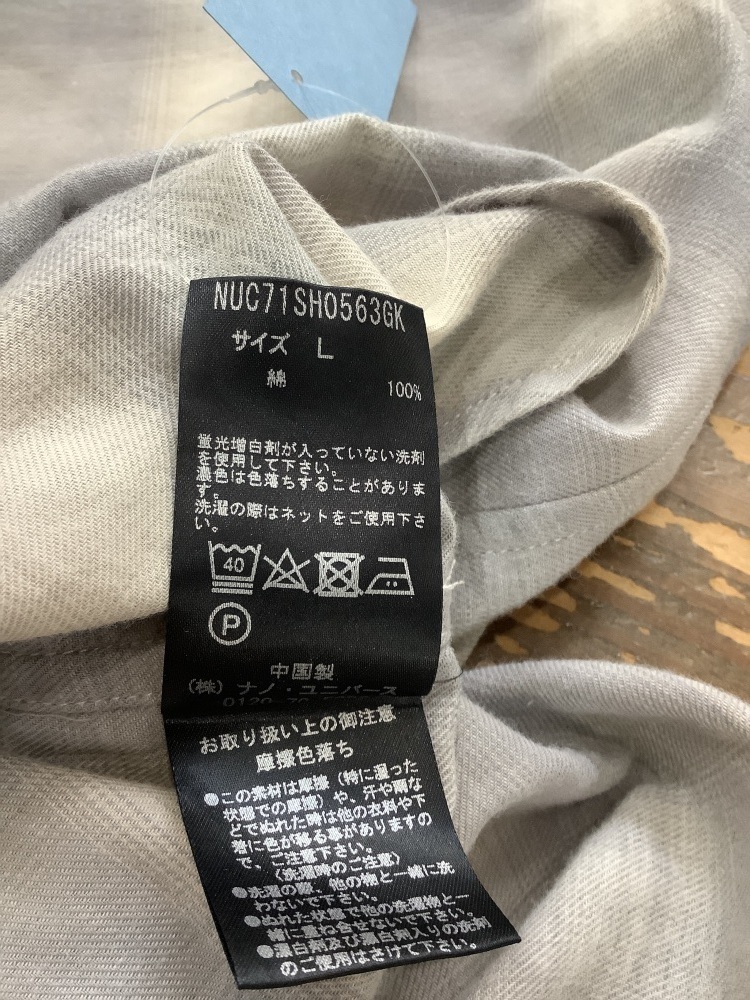 NUC71SH0563GK
サイズ L
綿 100%
蛍光増白剤が入っていない洗剤
を使用して下さい。
濃色は色落ちすることがありま
す。
洗濯の際はネットをご使用下さ
い。
40
P
中国製
(株) ナノ・ユニバース
お取り扱い上の御注意
摩擦色落ち
●この素材は摩擦(特に湿った
状態での摩擦)や、汗や雨な
どでぬれた時は他の衣料や下
着に色が移る事がありますの
で、ご注意下さい。
(洗濯時のご注意)
●洗濯の際、他の物と一緒に洗
わないで下さい。
●ぬれた状態で他の洗濯物と一
緒に重ね合せないで下さい。
●漂白剤及び漂白剤入りの洗剤
のご使用はさけて下さい。